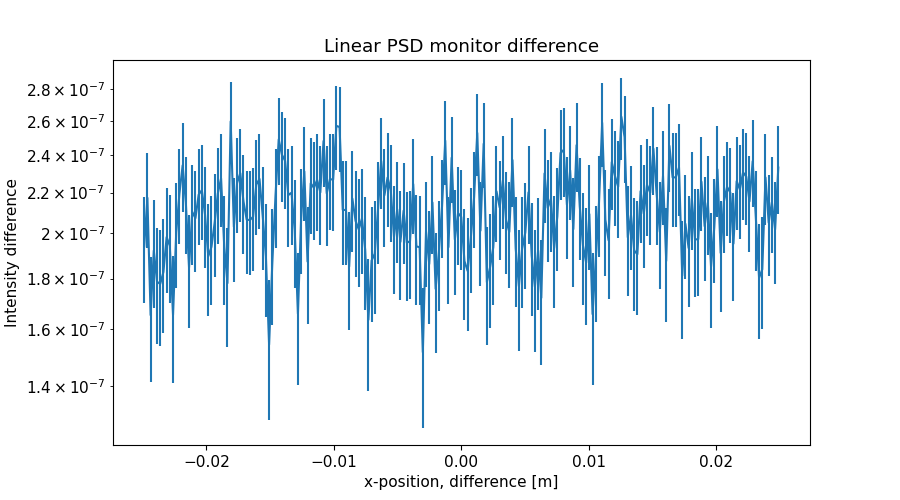 Linear PSD monitor difference
Intensity difference
2.8 × 10⁻⁷
2.6 × 10⁻⁷
2.4 × 10⁻⁷
2.2 × 10⁻⁷
2 × 10⁻⁷
1.8 × 10⁻⁷
1.6 × 10⁻⁷
1.4 × 10⁻⁷
−0.02 −0.01 0.00 0.01 0.02
x-position, difference [m]